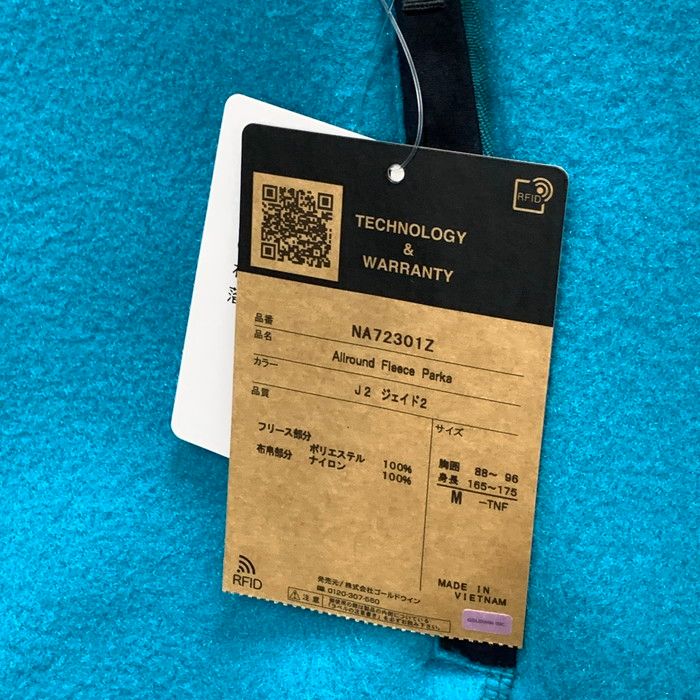 RFID
TECHNOLOGY
&
WARRANTY
品番
NA72301Z
品名
Allround Fleece Parka
カラー
J2 ジェイド2
品質
フリース部分
ポリエステル 100%
布帛部分
ナイロン 100%
サイズ
胸囲 88～ 96
身長 165～175
M -TNF
RFID
発売元/株式会社ゴールドウイン
0120-307-560
注意
MADE IN
VIETNAM
落